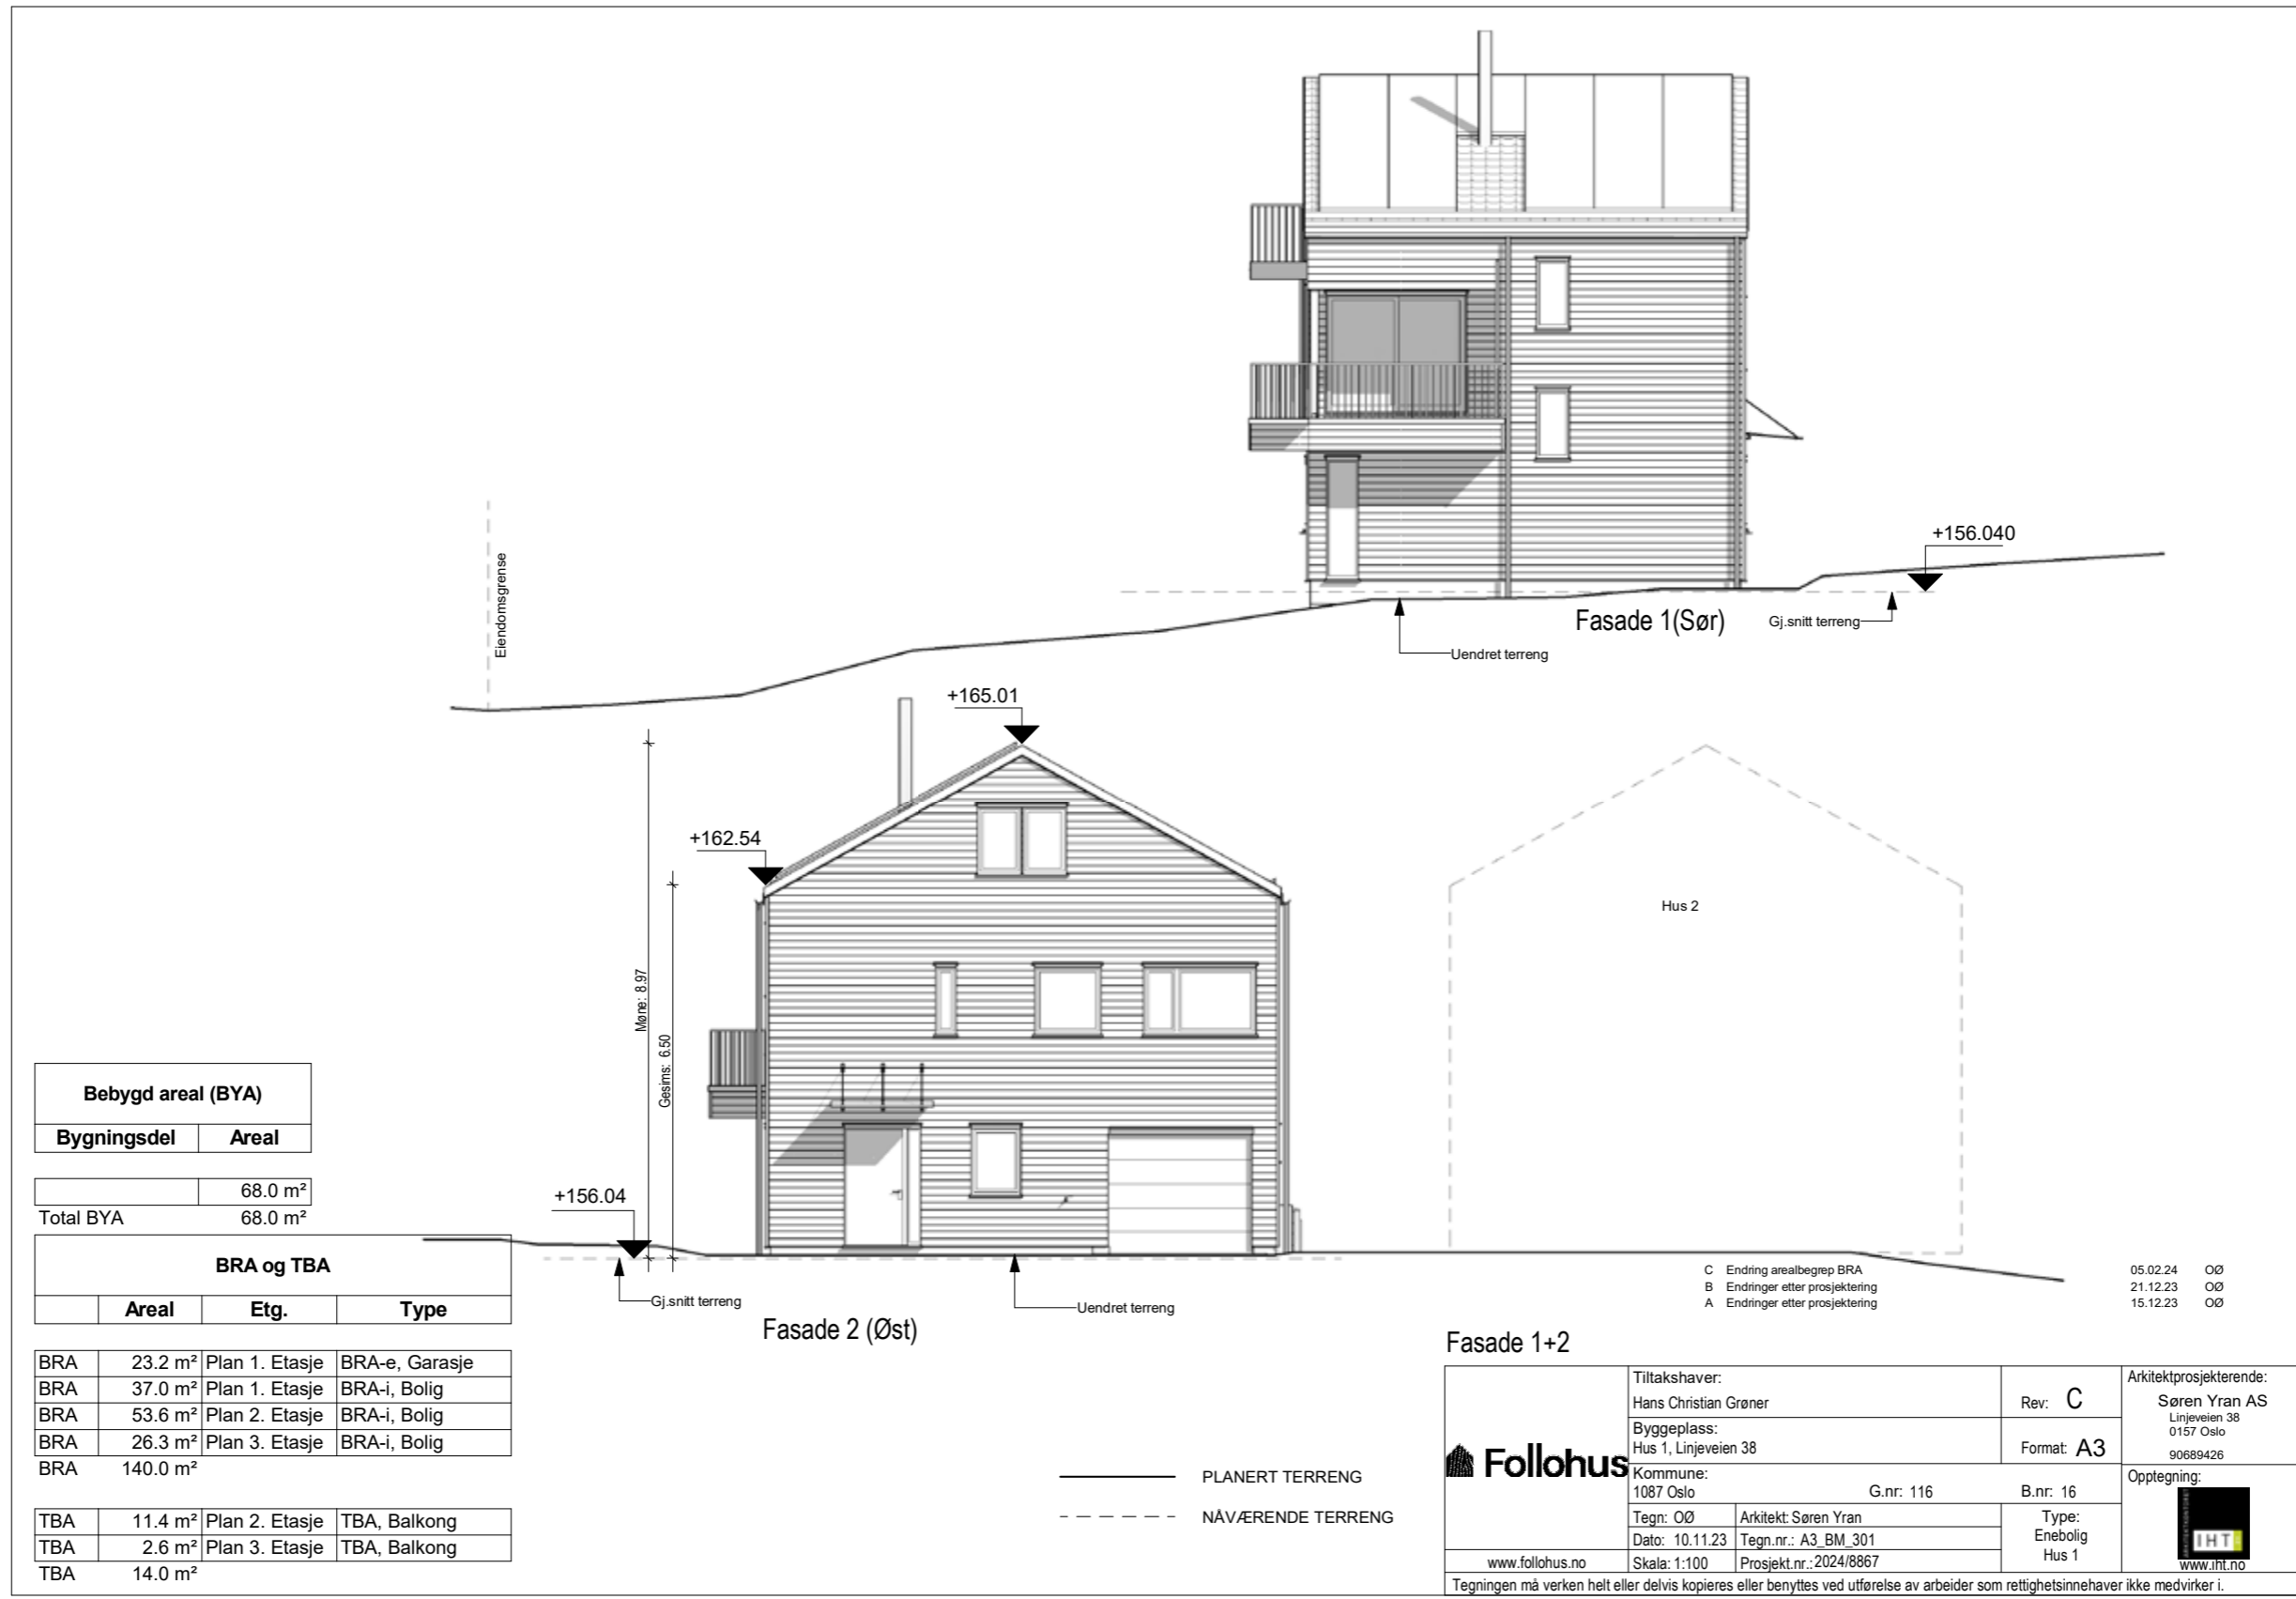 +156.040
Fasade 1(Sør)
Gj.snitt terreng
Uendret terreng
Eiendomsgrense
+165.01
+162.54
Møne: 8.97
Gesims: 6.50
+156.04
Gj.snitt terreng
Uendret terreng
Fasade 2 (Øst)
Hus 2
Bebygd areal (BYA)
Bygningsdel Areal
68.0 m²
Total BYA 68.0 m²
BRA og TBA
Areal Etg. Type
BRA 23.2 m² Plan 1. Etasje BRA-e, Garasje
BRA 37.0 m² Plan 1. Etasje BRA-i, Bolig
BRA 53.6 m² Plan 2. Etasje BRA-i, Bolig
BRA 26.3 m² Plan 3. Etasje BRA-i, Bolig
BRA 140.0 m²
TBA 11.4 m² Plan 2. Etasje TBA, Balkong
TBA 2.6 m² Plan 3. Etasje TBA, Balkong
TBA 14.0 m²
PLANERT TERRENG
NÅVÆRENDE TERRENG
C Endring arealbegrep BRA 05.02.24 OØ
B Endringer etter prosjektering 21.12.23 OØ
A Endringer etter prosjektering 15.12.23 OØ
Fasade 1+2
Follohus
www.follohus.no
Tiltakshaver:
Hans Christian Grøner
Rev: C
Byggeplass:
Hus 1, Linjeveien 38
Format: A3
Kommune:
1087 Oslo G.nr: 116 B.nr: 16
Tegn: OØ Arkitekt: Søren Yran
Dato: 10.11.23 Tegn.nr.: A3_BM_301
Skala: 1:100 Prosjekt.nr.: 2024/8867
Type:
Enebolig
Hus 1
Arkitektprosjekterende:
Søren Yran AS
Linjeveien 38
0157 Oslo
90689426
Opptegning:
IHT
www.iht.no
Tegningen må verken helt eller delvis kopieres eller benyttes ved utførelse av arbeider som rettighetsinnehaver ikke medvirker i.